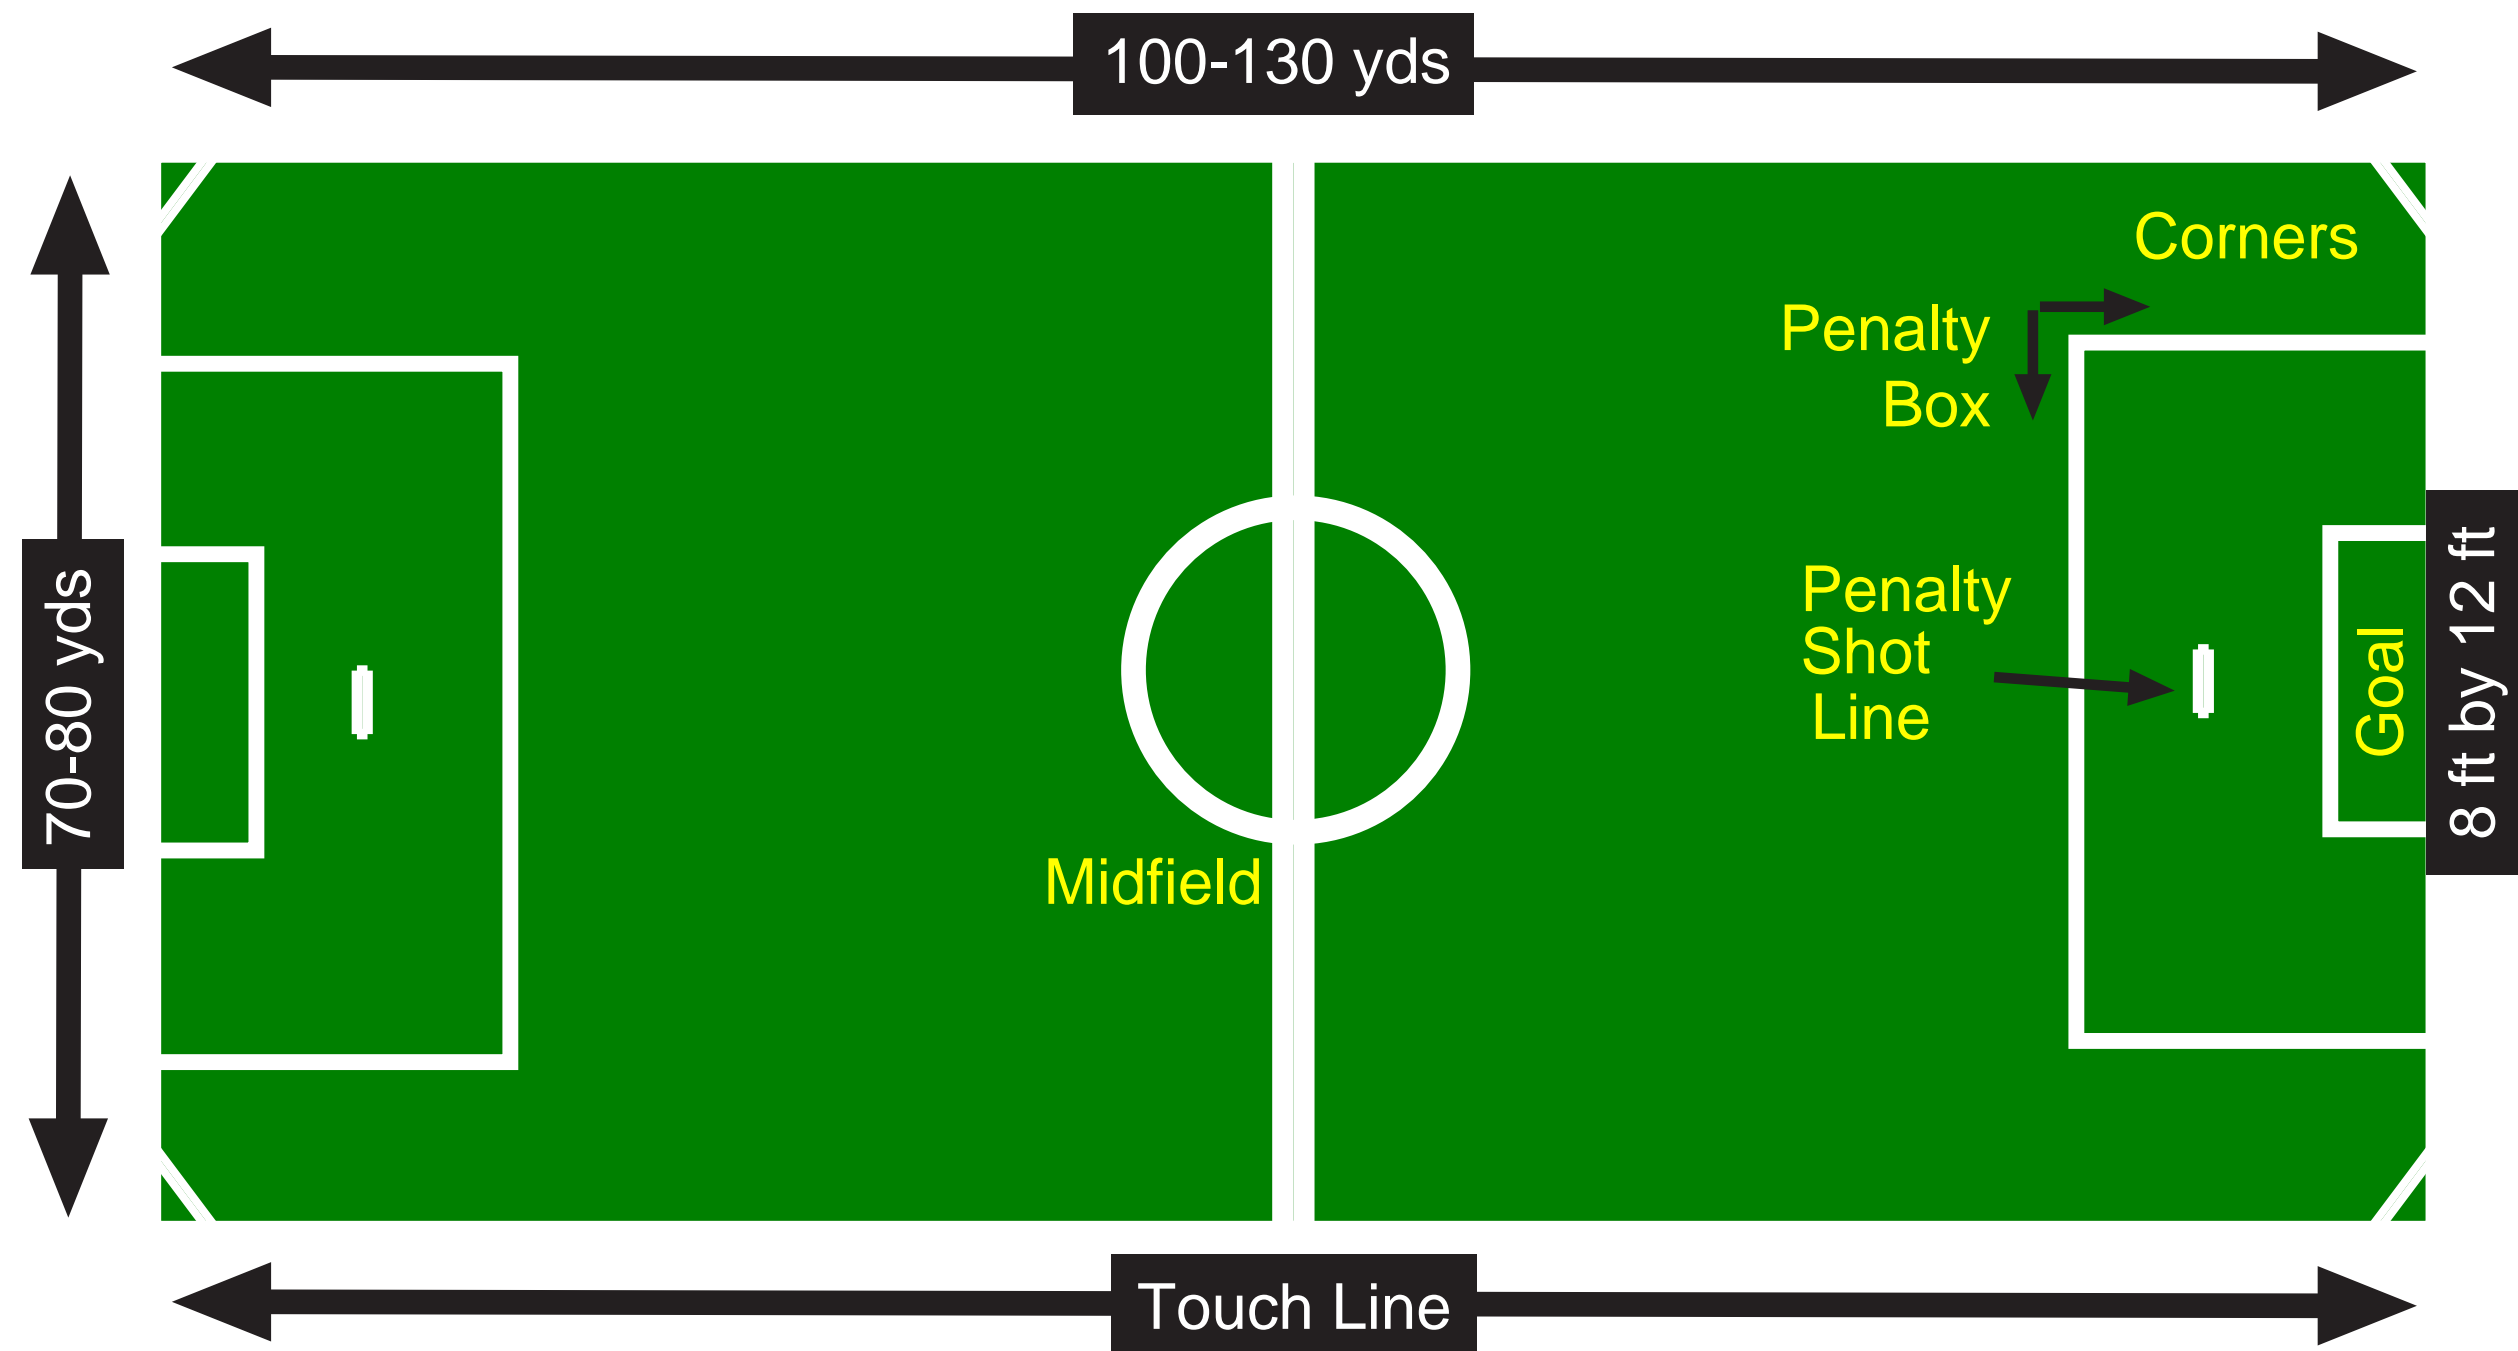 100-130 yds
Corners
Penalty
Box
70-80 yds
Penalty
Shot
Line
Goal
8 ft by 12 ft
Midfield
Touch Line